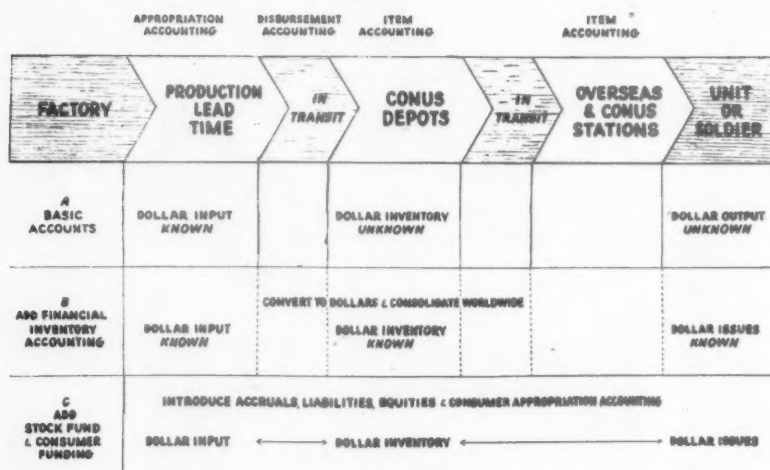 APPROPRIATION ACCOUNTING
DISBURSEMENT ACCOUNTING
ITEM ACCOUNTING
ITEM ACCOUNTING
FACTORY
PRODUCTION
LEAD
TIME
IN
TRANSIT
CONUS
DEPOTS
IN
TRANSIT
OVERSEAS
& CONUS
STATIONS
UNIT
OR
SOLDIER
A
BASIC
ACCOUNTS
DOLLAR INPUT
KNOWN
DOLLAR INVENTORY
UNKNOWN
DOLLAR OUTPUT
UNKNOWN
B
ADD FINANCIAL
INVENTORY
ACCOUNTING
CONVERT TO DOLLARS & CONSOLIDATE WORLDWIDE
DOLLAR INPUT
KNOWN
DOLLAR INVENTORY
KNOWN
DOLLAR ISSUES
KNOWN
C
ADD
STOCK FUND
& CONSUMER
FUNDING
INTRODUCE ACCRUALS, LIABILITIES, EQUITIES & CONSUMER APPROPRIATION ACCOUNTING
DOLLAR INPUT
DOLLAR INVENTORY
DOLLAR ISSUES